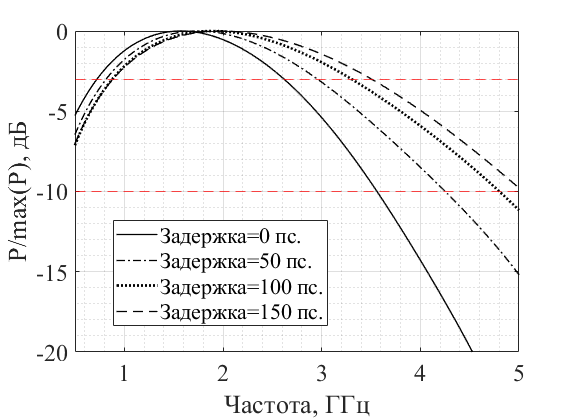 0
-5
-10
-15
-20
P/max(P), дБ
Задержка=0 пс.
Задержка=50 пс.
Задержка=100 пс.
Задержка=150 пс.
1 2 3 4 5
Частота, ГГц